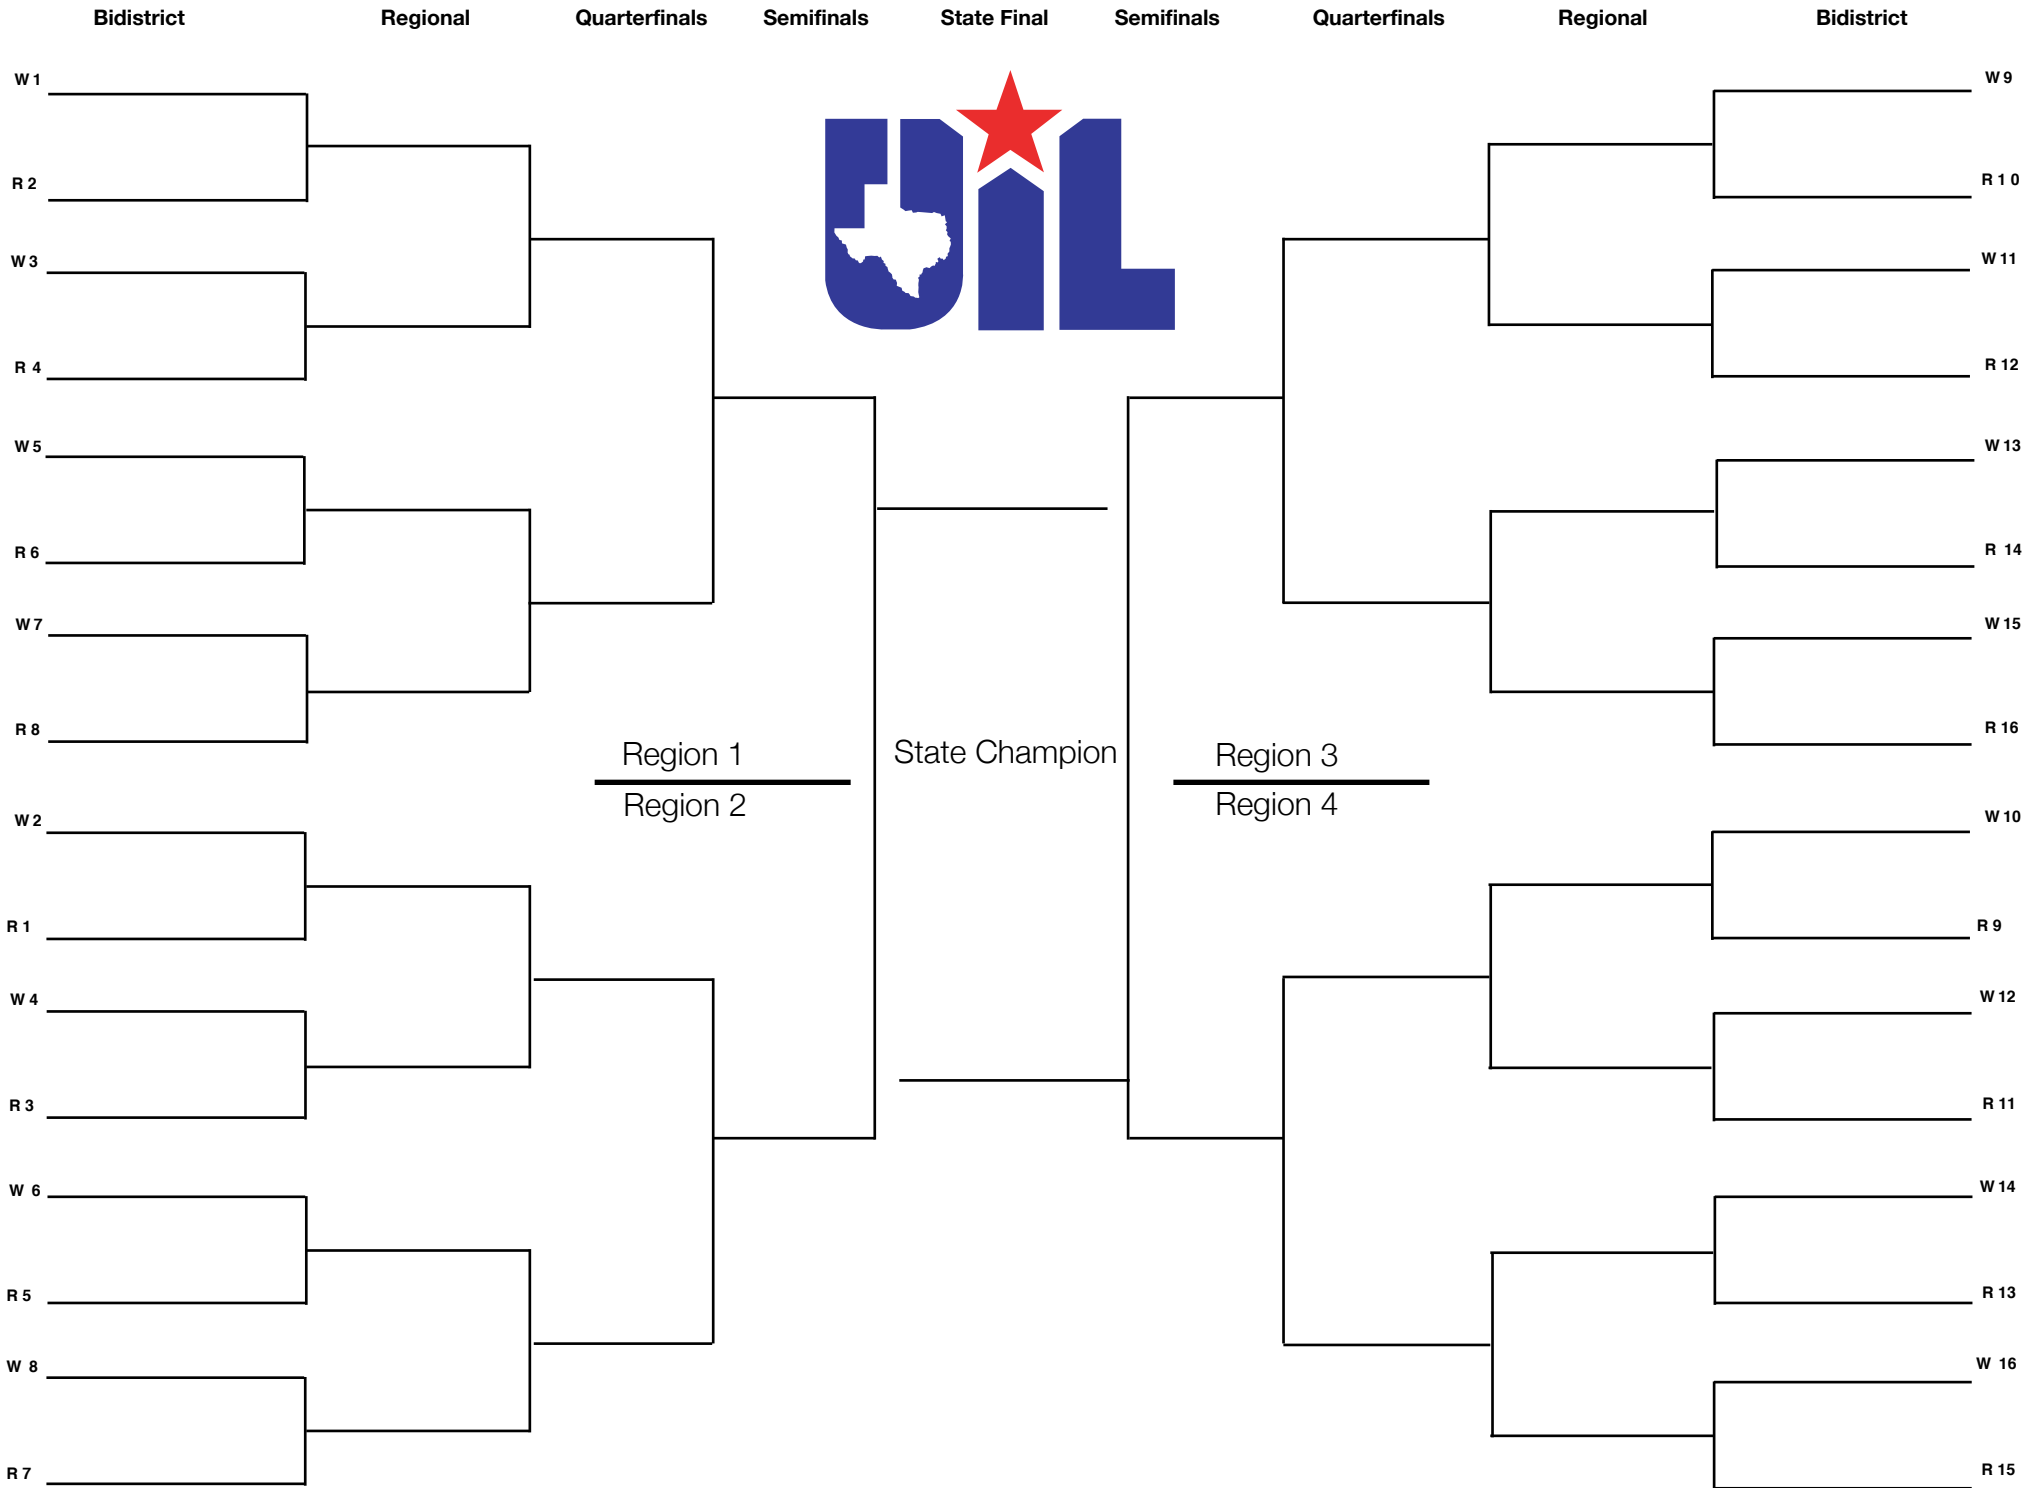 Bidistrict Regional Quarterfinals Semifinals State Final Semifinals Quarterfinals Regional Bidistrict
W 1
R 2
W 3
R 4
W 5
R 6
W 7
R 8
W 2
R 1
W 4
R 3
W 6
R 5
W 8
R 7
UIL
Region 1
Region 2
State Champion
Region 3
Region 4
W 9
R 1 0
W 11
R 12
W 13
R 14
W 15
R 16
W 10
R 9
W 12
R 11
W 14
R 13
W 16
R 15